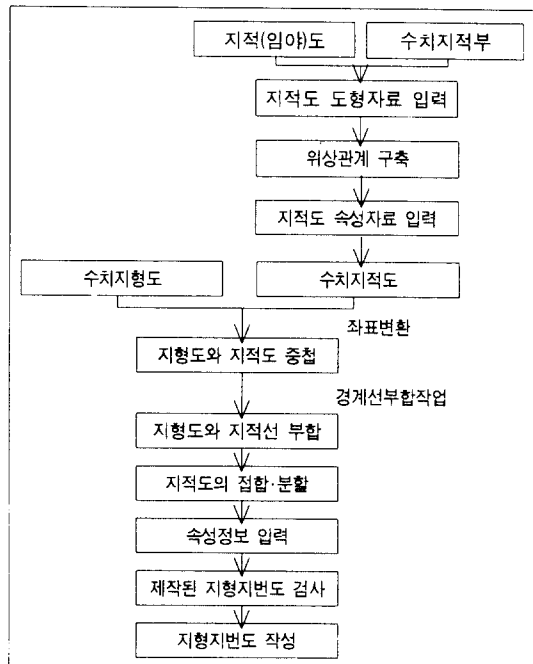 지적(임야)도
수치지적부
지적도 도형자료 입력
위상관계 구축
지적도 속성자료 입력
수치지형도
수치지적도
좌표변환
지형도와 지적도 중첩
경계선부합작업
지형도와 지적선 부합
지적도의 접합·분할
속성정보 입력
제작된 지형지번도 검사
지형지번도 작성